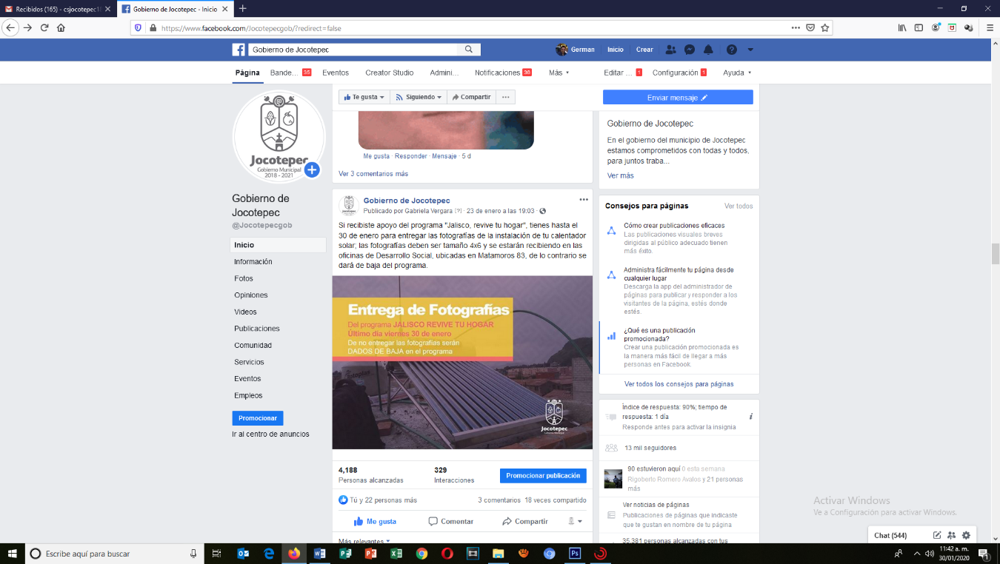 Recibidos (165) - csjocotepec18
Gobierno de Jocotepec - Inicio
https://www.facebook.com/Jocotepecgob/?redirect=false
Gobierno de Jocotepec
German
Inicio
Crear
Página
Bande... 35
Eventos
Creator Studio
Admini...
Notificaciones 38
Más
Editar ... 1
Configuración 1
Ayuda
Te gusta
Siguiendo
Compartir
Enviar mensaje
Jocotepec
Gobierno Municipal
2018 - 2021
Gobierno de
Jocotepec
@Jocotepecgob
Inicio
Información
Fotos
Opiniones
Videos
Publicaciones
Comunidad
Servicios
Eventos
Empleos
Promocionar
Ir al centro de anuncios
Me gusta · Responder · Mensaje · 5 d
Ver 3 comentarios más
Gobierno de Jocotepec
Publicado por Gabriela Vergara [?] · 23 de enero a las 19:03 ·
Si recibiste apoyo del programa "Jalisco, revive tu hogar", tienes hasta el
30 de enero para entregar las fotografías de la instalación de tu calentador
solar; las fotografías deben ser tamaño 4x6 y se estarán recibiendo en las
oficinas de Desarrollo Social, ubicadas en Matamoros 83, de lo contrario se
dará de baja del programa.
Entrega de Fotografías
Del programa JALISCO REVIVE TU HOGAR
Último día viernes 30 de enero
De no entregar las fotografías serán
DADOS DE BAJA en el programa
Jocotepec
Gobierno Municipal
4,188
Personas alcanzadas
329
Interacciones
Promocionar publicación
Tú y 22 personas más
3 comentarios 18 veces compartido
Me gusta
Comentar
Compartir
Más relevantes
Gobierno de Jocotepec
En el gobierno del municipio de Jocotepec
estamos comprometidos con todas y todos,
para juntos traba...
Ver más
Consejos para páginas
Ver todos
Cómo crear publicaciones eficaces
Las publicaciones visuales breves
dirigidas al público adecuado tienen
más éxito.
Administra fácilmente tu página desde
cualquier lugar
Descarga la app del administrador de
páginas para publicar y responder a los
visitantes de la página, estés donde
estés.
¿Qué es una publicación
promocionada?
Crear una publicación promocionada es
la manera más fácil de llegar a más
personas en Facebook.
Ver todos los consejos para páginas
Índice de respuesta: 90%; tiempo de
respuesta: 1 día
Responde antes para activar la insignia
13 mil seguidores
90 estuvieron aquí 0 esta semana
Rigoberto Romero Avalos y 21 personas
más
Ver noticias de páginas
Publicaciones de páginas que indicaste
que te gustan en nombre de tu página
35,381 personas alcanzadas con tus
Activar Windows
Ve a Configuración para activar Windows.
Chat (544)
Escribe aquí para buscar
11:42 a. m.
30/01/2020
1